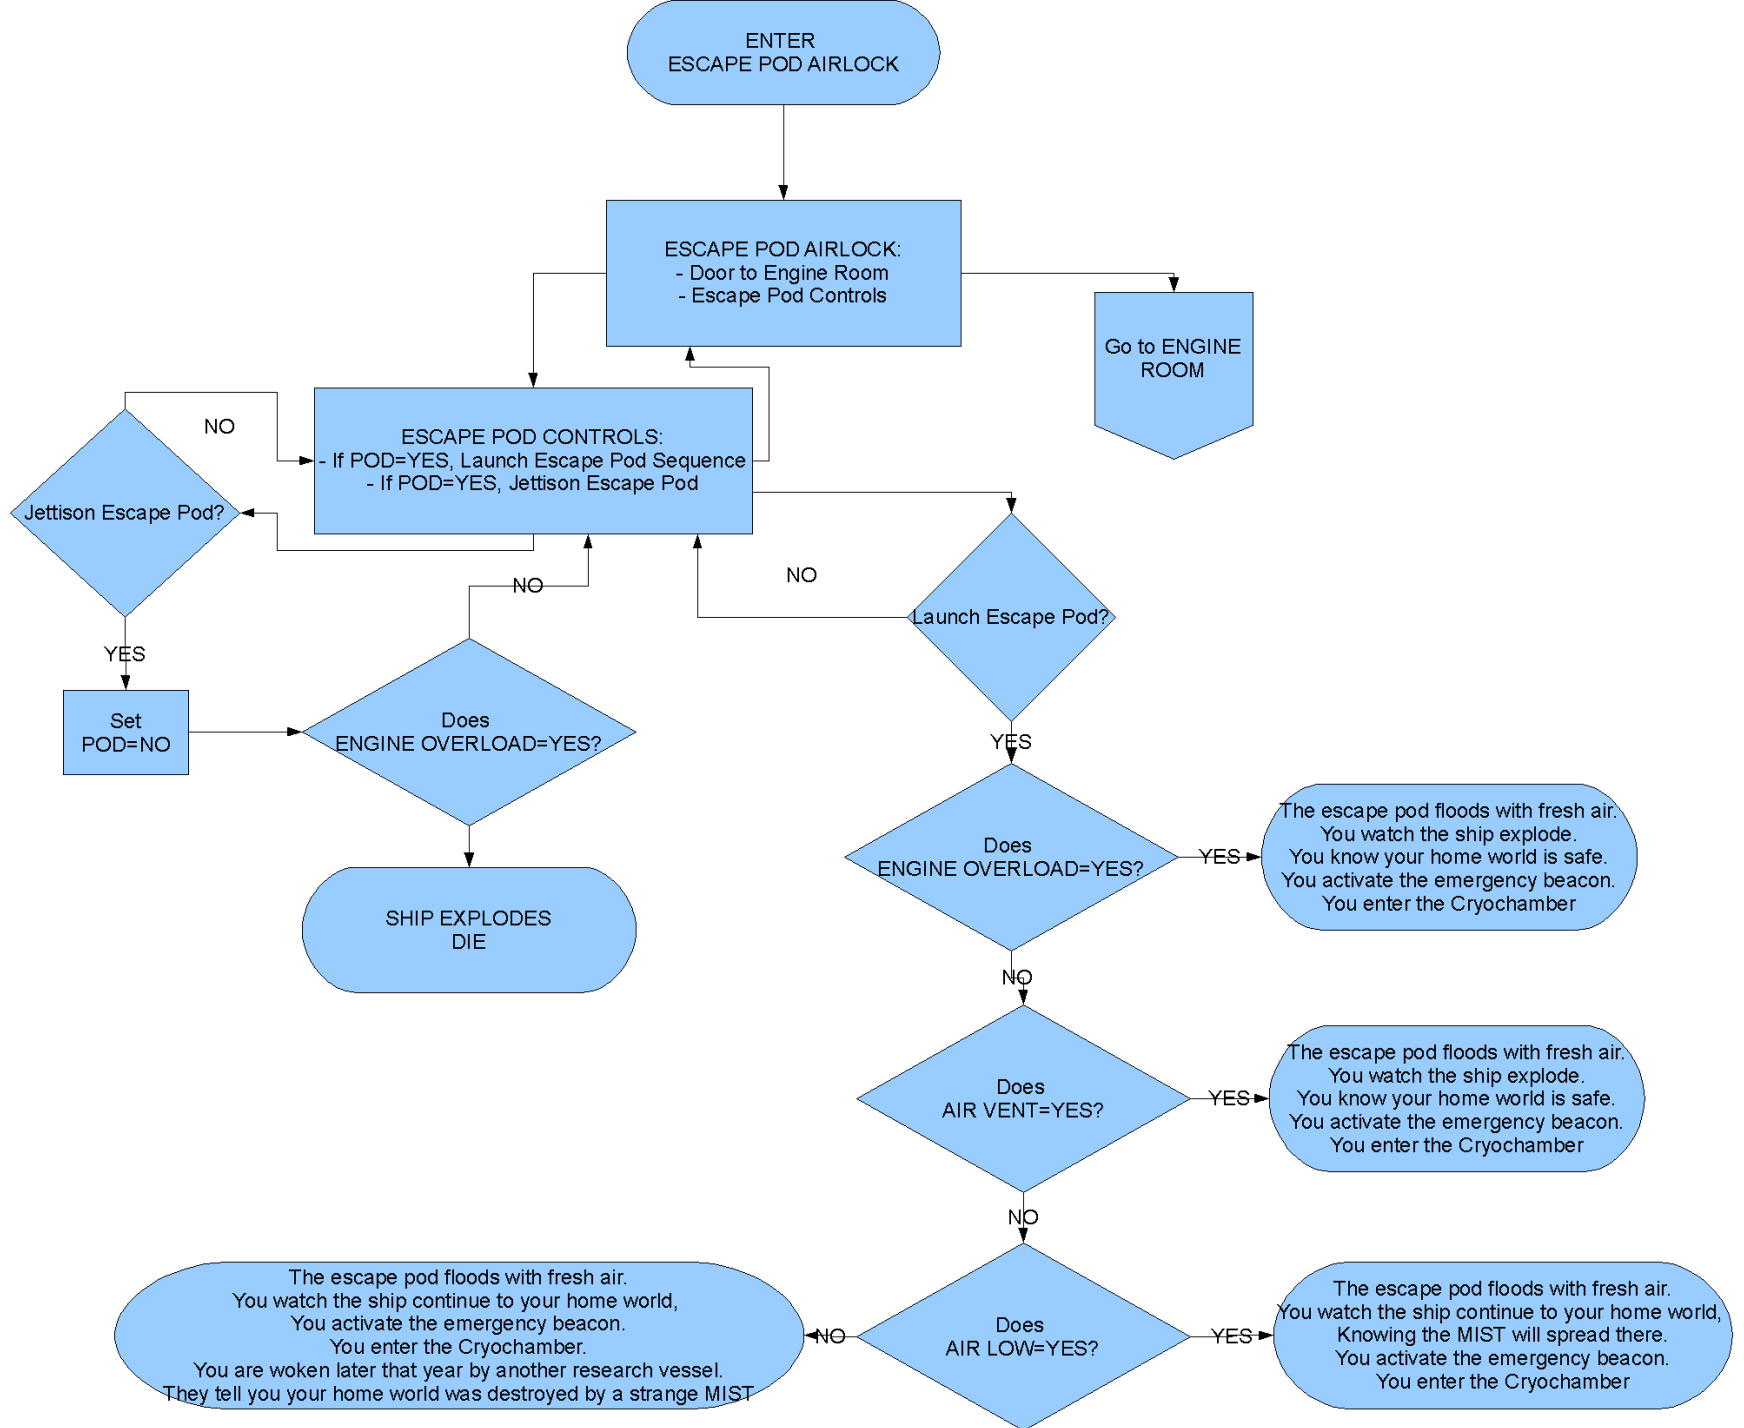 ENTER
ESCAPE POD AIRLOCK
ESCAPE POD AIRLOCK:
- Door to Engine Room
- Escape Pod Controls
Go to ENGINE
ROOM
NO
ESCAPE POD CONTROLS:
- If POD=YES, Launch Escape Pod Sequence
- If POD=YES, Jettison Escape Pod
Jettison Escape Pod?
NO
NO
Launch Escape Pod?
YES
Set
POD=NO
Does
ENGINE OVERLOAD=YES?
YES
SHIP EXPLODES
DIE
Does
ENGINE OVERLOAD=YES?
YES
The escape pod floods with fresh air.
You watch the ship explode.
You know your home world is safe.
You activate the emergency beacon.
You enter the Cryochamber
NO
Does
AIR VENT=YES?
YES
The escape pod floods with fresh air.
You watch the ship explode.
You know your home world is safe.
You activate the emergency beacon.
You enter the Cryochamber
NO
The escape pod floods with fresh air.
You watch the ship continue to your home world,
You activate the emergency beacon.
You enter the Cryochamber.
You are woken later that year by another research vessel.
They tell you your home world was destroyed by a strange MIST
NO
Does
AIR LOW=YES?
YES
The escape pod floods with fresh air.
You watch the ship continue to your home world,
Knowing the MIST will spread there.
You activate the emergency beacon.
You enter the Cryochamber